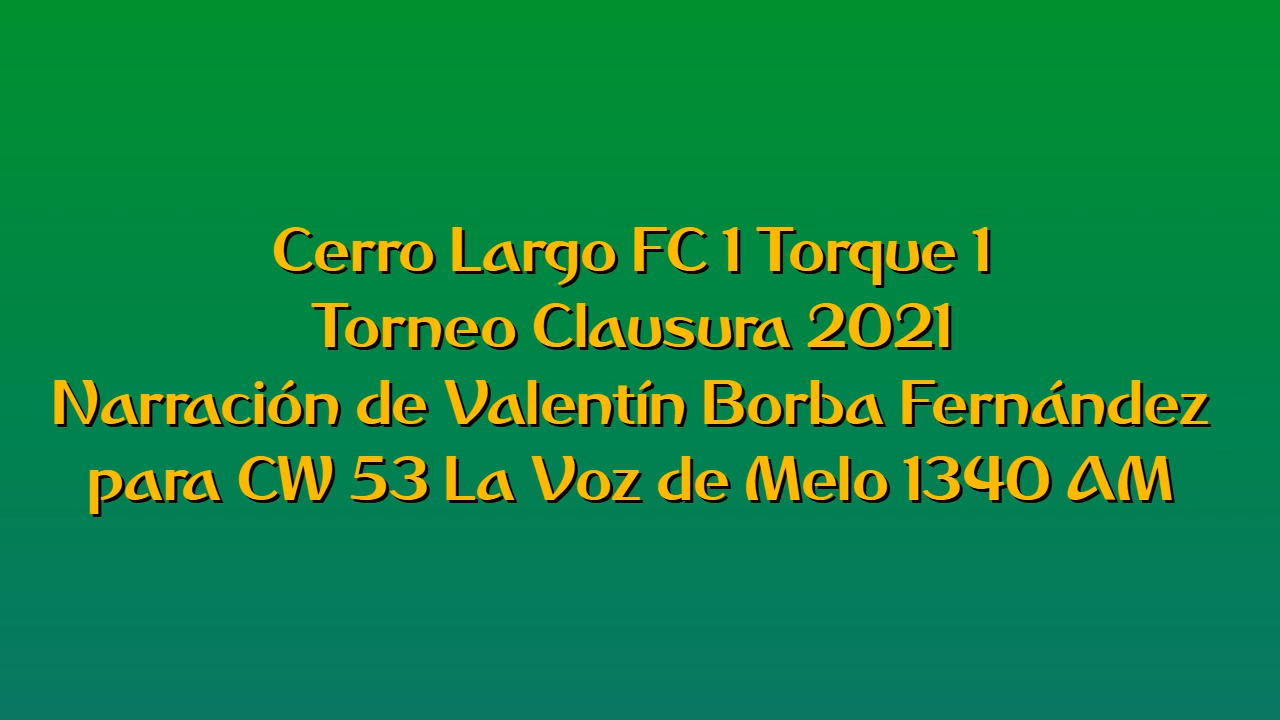 Cerro Largo FC 1 Torque 1
Torneo Clausura 2021
Narración de Valentín Borba Fernández
para CW 53 La Voz de Melo 1340 AM